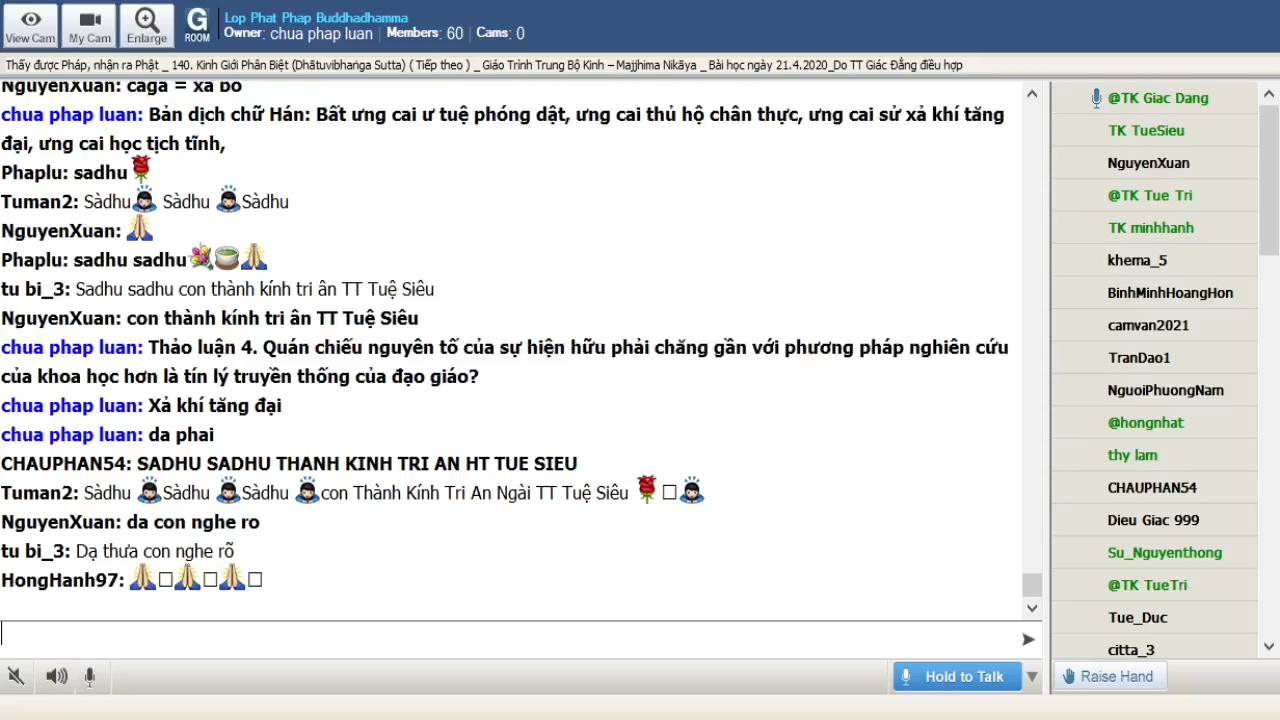 View Cam
My Cam
Enlarge
G
ROOM
Lop Phat Phap Buddhadhamma
Owner: chua phap luan Members: 60 Cams: 0
Thấy được Pháp, nhận ra Phật _ 140. Kinh Giới Phân Biệt (Dhātuvibhaṅga Sutta) ( Tiếp theo ) _ Giáo Trình Trung Bộ Kinh – Majjhima Nikāya _ Bài học ngày 21.4.2020_Do TT Giác Đẳng điều hợp
NguyenXuan: caga = xa bo
chua phap luan: Bản dịch chữ Hán: Bất ưng cai ư tuệ phóng dật, ưng cai thủ hộ chân thực, ưng cai sử xả khí tăng
đại, ưng cai học tịch tĩnh,
Phaplu: sadhu
Tuman2: Sàdhu Sàdhu Sàdhu
NguyenXuan:
Phaplu: sadhu sadhu
tu bi_3: Sadhu sadhu con thành kính tri ân TT Tuệ Siêu
NguyenXuan: con thành kính tri ân TT Tuệ Siêu
chua phap luan: Thảo luận 4. Quán chiếu nguyên tố của sự hiện hữu phải chăng gần với phương pháp nghiên cứu
của khoa học hơn là tín lý truyền thống của đạo giáo?
chua phap luan: Xả khí tăng đại
chua phap luan: da phai
CHAUPHAN54: SADHU SADHU THANH KINH TRI AN HT TUE SIEU
Tuman2: Sàdhu Sàdhu Sàdhu con Thành Kính Tri An Ngài TT Tuệ Siêu
NguyenXuan: da con nghe ro
tu bi_3: Dạ thưa con nghe rõ
HongHanh97:
Hold to Talk
@TK Giac Dang
TK TueSieu
NguyenXuan
@TK Tue Tri
TK minhhanh
khema_5
BinhMinhHoangHon
camvan2021
TranDao1
NguoiPhuongNam
@hongnhat
thy lam
CHAUPHAN54
Dieu Giac 999
Su_Nguyenthong
@TK TueTri
Tue_Duc
citta_3
Raise Hand